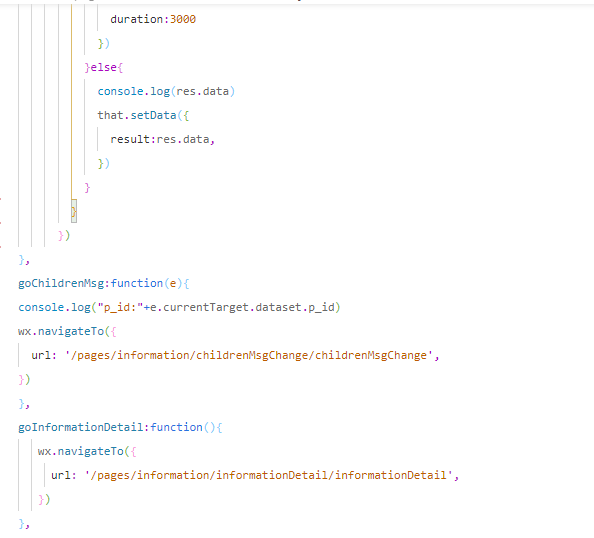 duration:3000
})
}else{
console.log(res.data)
that.setData({
result:res.data,
})
}
}
})
},
goChildrenMsg:function(e){
console.log("p_id:"+e.currentTarget.dataset.p_id)
wx.navigateTo({
url: '/pages/information/childrenMsgChange/childrenMsgChange',
})
},
goInformationDetail:function(){
wx.navigateTo({
url: '/pages/information/informationDetail/informationDetail',
})
},